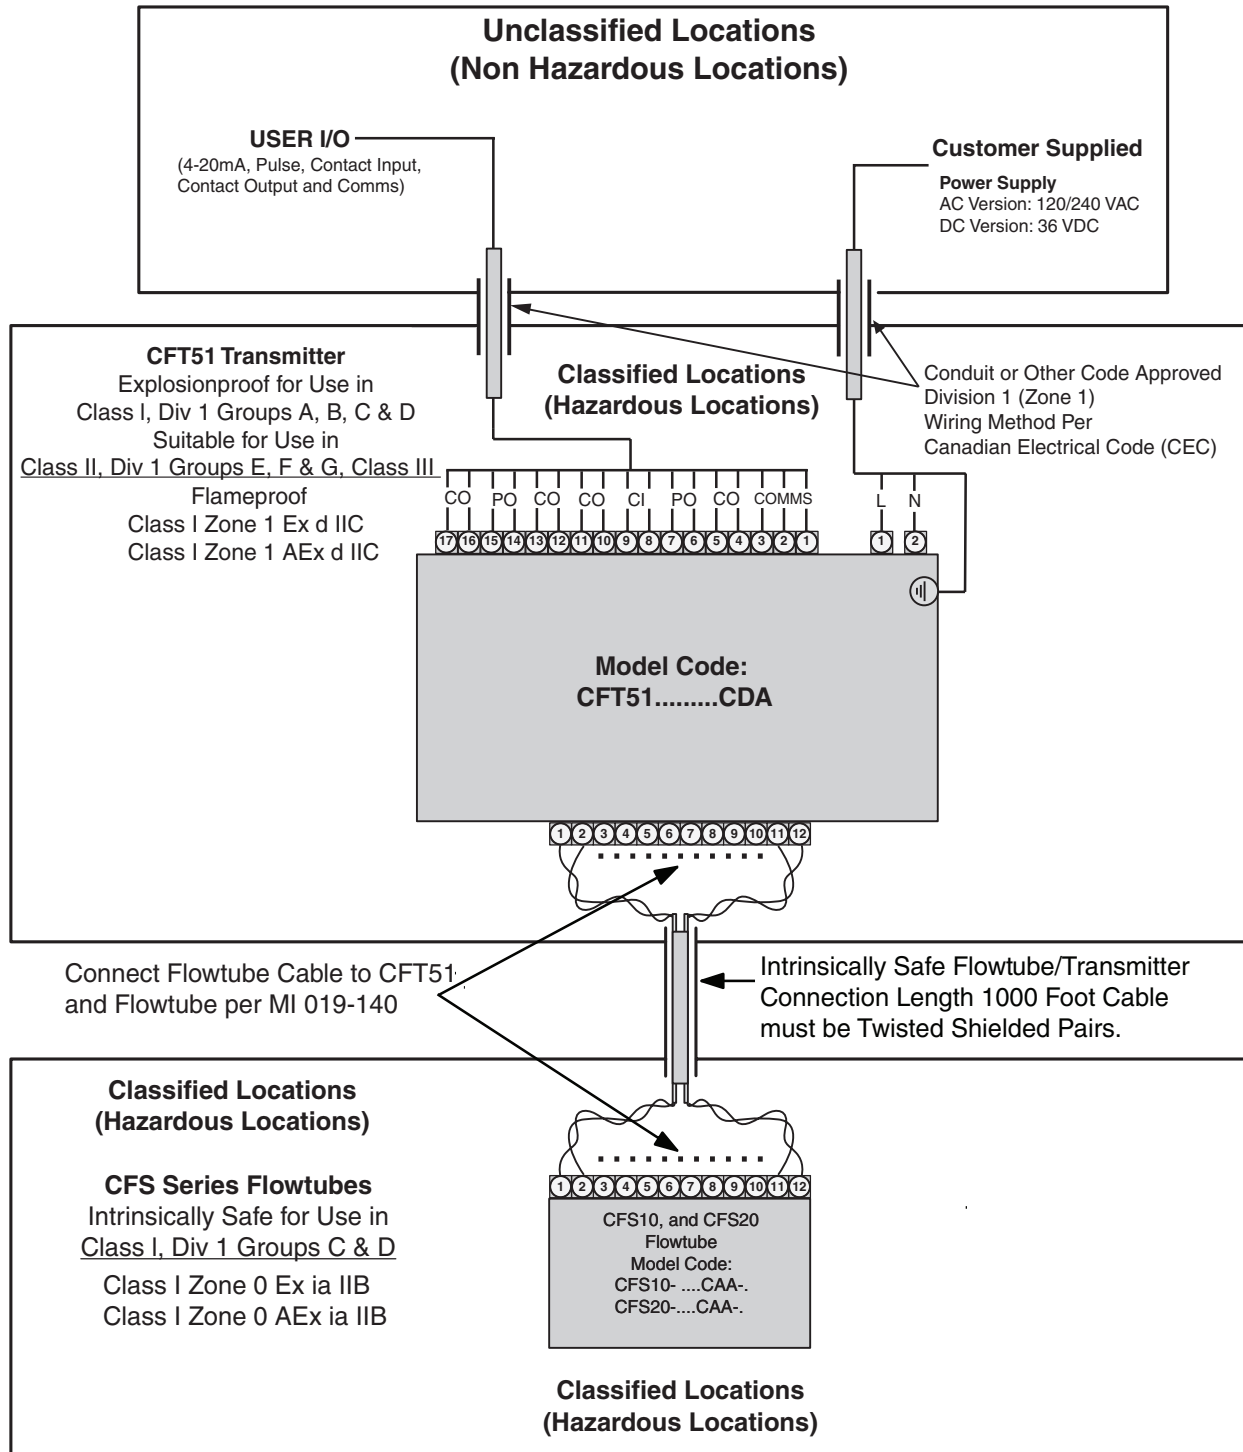 Unclassified Locations
(Non Hazardous Locations)
USER I/O
(4-20mA, Pulse, Contact Input,
Contact Output and Comms)
Customer Supplied
Power Supply
AC Version: 120/240 VAC
DC Version: 36 VDC
CFT51 Transmitter
Explosionproof for Use in
Class I, Div 1 Groups A, B, C & D
Suitable for Use in
Class II, Div 1 Groups E, F & G, Class III
Flameproof
Class I Zone 1 Ex d IIC
Class I Zone 1 AEx d IIC
Classified Locations
(Hazardous Locations)
Conduit or Other Code Approved
Division 1 (Zone 1)
Wiring Method Per
Canadian Electrical Code (CEC)
CO PO CO CO CI PO CO COMMS L N
17 16 15 14 13 12 11 10 9 8 7 6 5 4 3 2 1 1 2
Model Code:
CFT51.........CDA
1 2 3 4 5 6 7 8 9 10 11 12
Connect Flowtube Cable to CFT51
and Flowtube per MI 019-140
Intrinsically Safe Flowtube/Transmitter
Connection Length 1000 Foot Cable
must be Twisted Shielded Pairs.
Classified Locations
(Hazardous Locations)
CFS Series Flowtubes
Intrinsically Safe for Use in
Class I, Div 1 Groups C & D
Class I Zone 0 Ex ia IIB
Class I Zone 0 AEx ia IIB
1 2 3 4 5 6 7 8 9 10 11 12
CFS10, and CFS20
Flowtube
Model Code:
CFS10- ....CAA-.
CFS20-....CAA-.
Classified Locations
(Hazardous Locations)